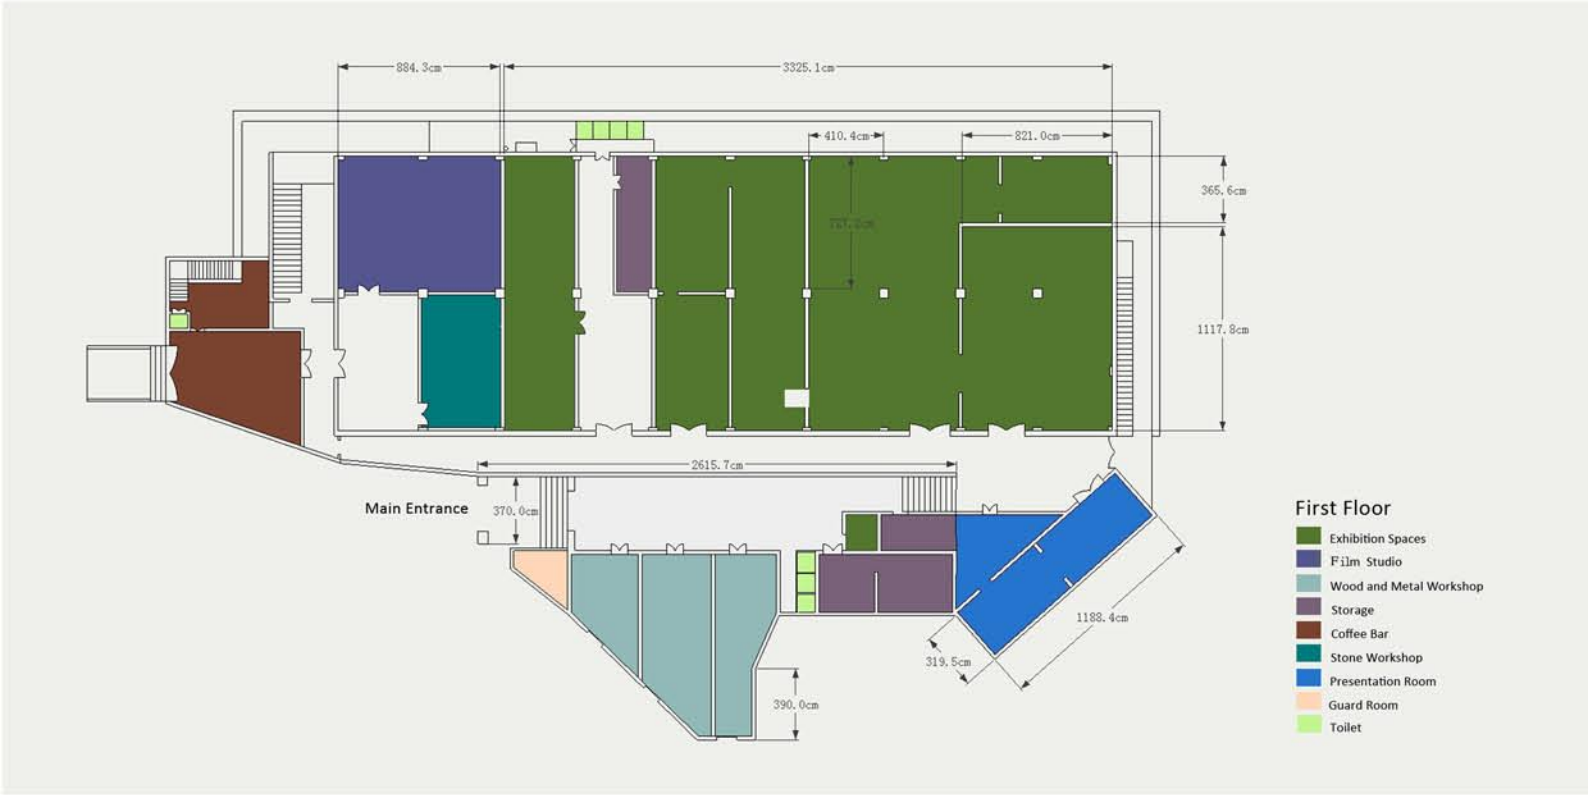 884.3cm
3325.1cm
410.4cm
821.0cm
365.6cm
1117.8cm
2615.7cm
Main Entrance
370.0cm
1188.4cm
319.5cm
390.0cm
First Floor
Exhibition Spaces
Film Studio
Wood and Metal Workshop
Storage
Coffee Bar
Stone Workshop
Presentation Room
Guard Room
Toilet